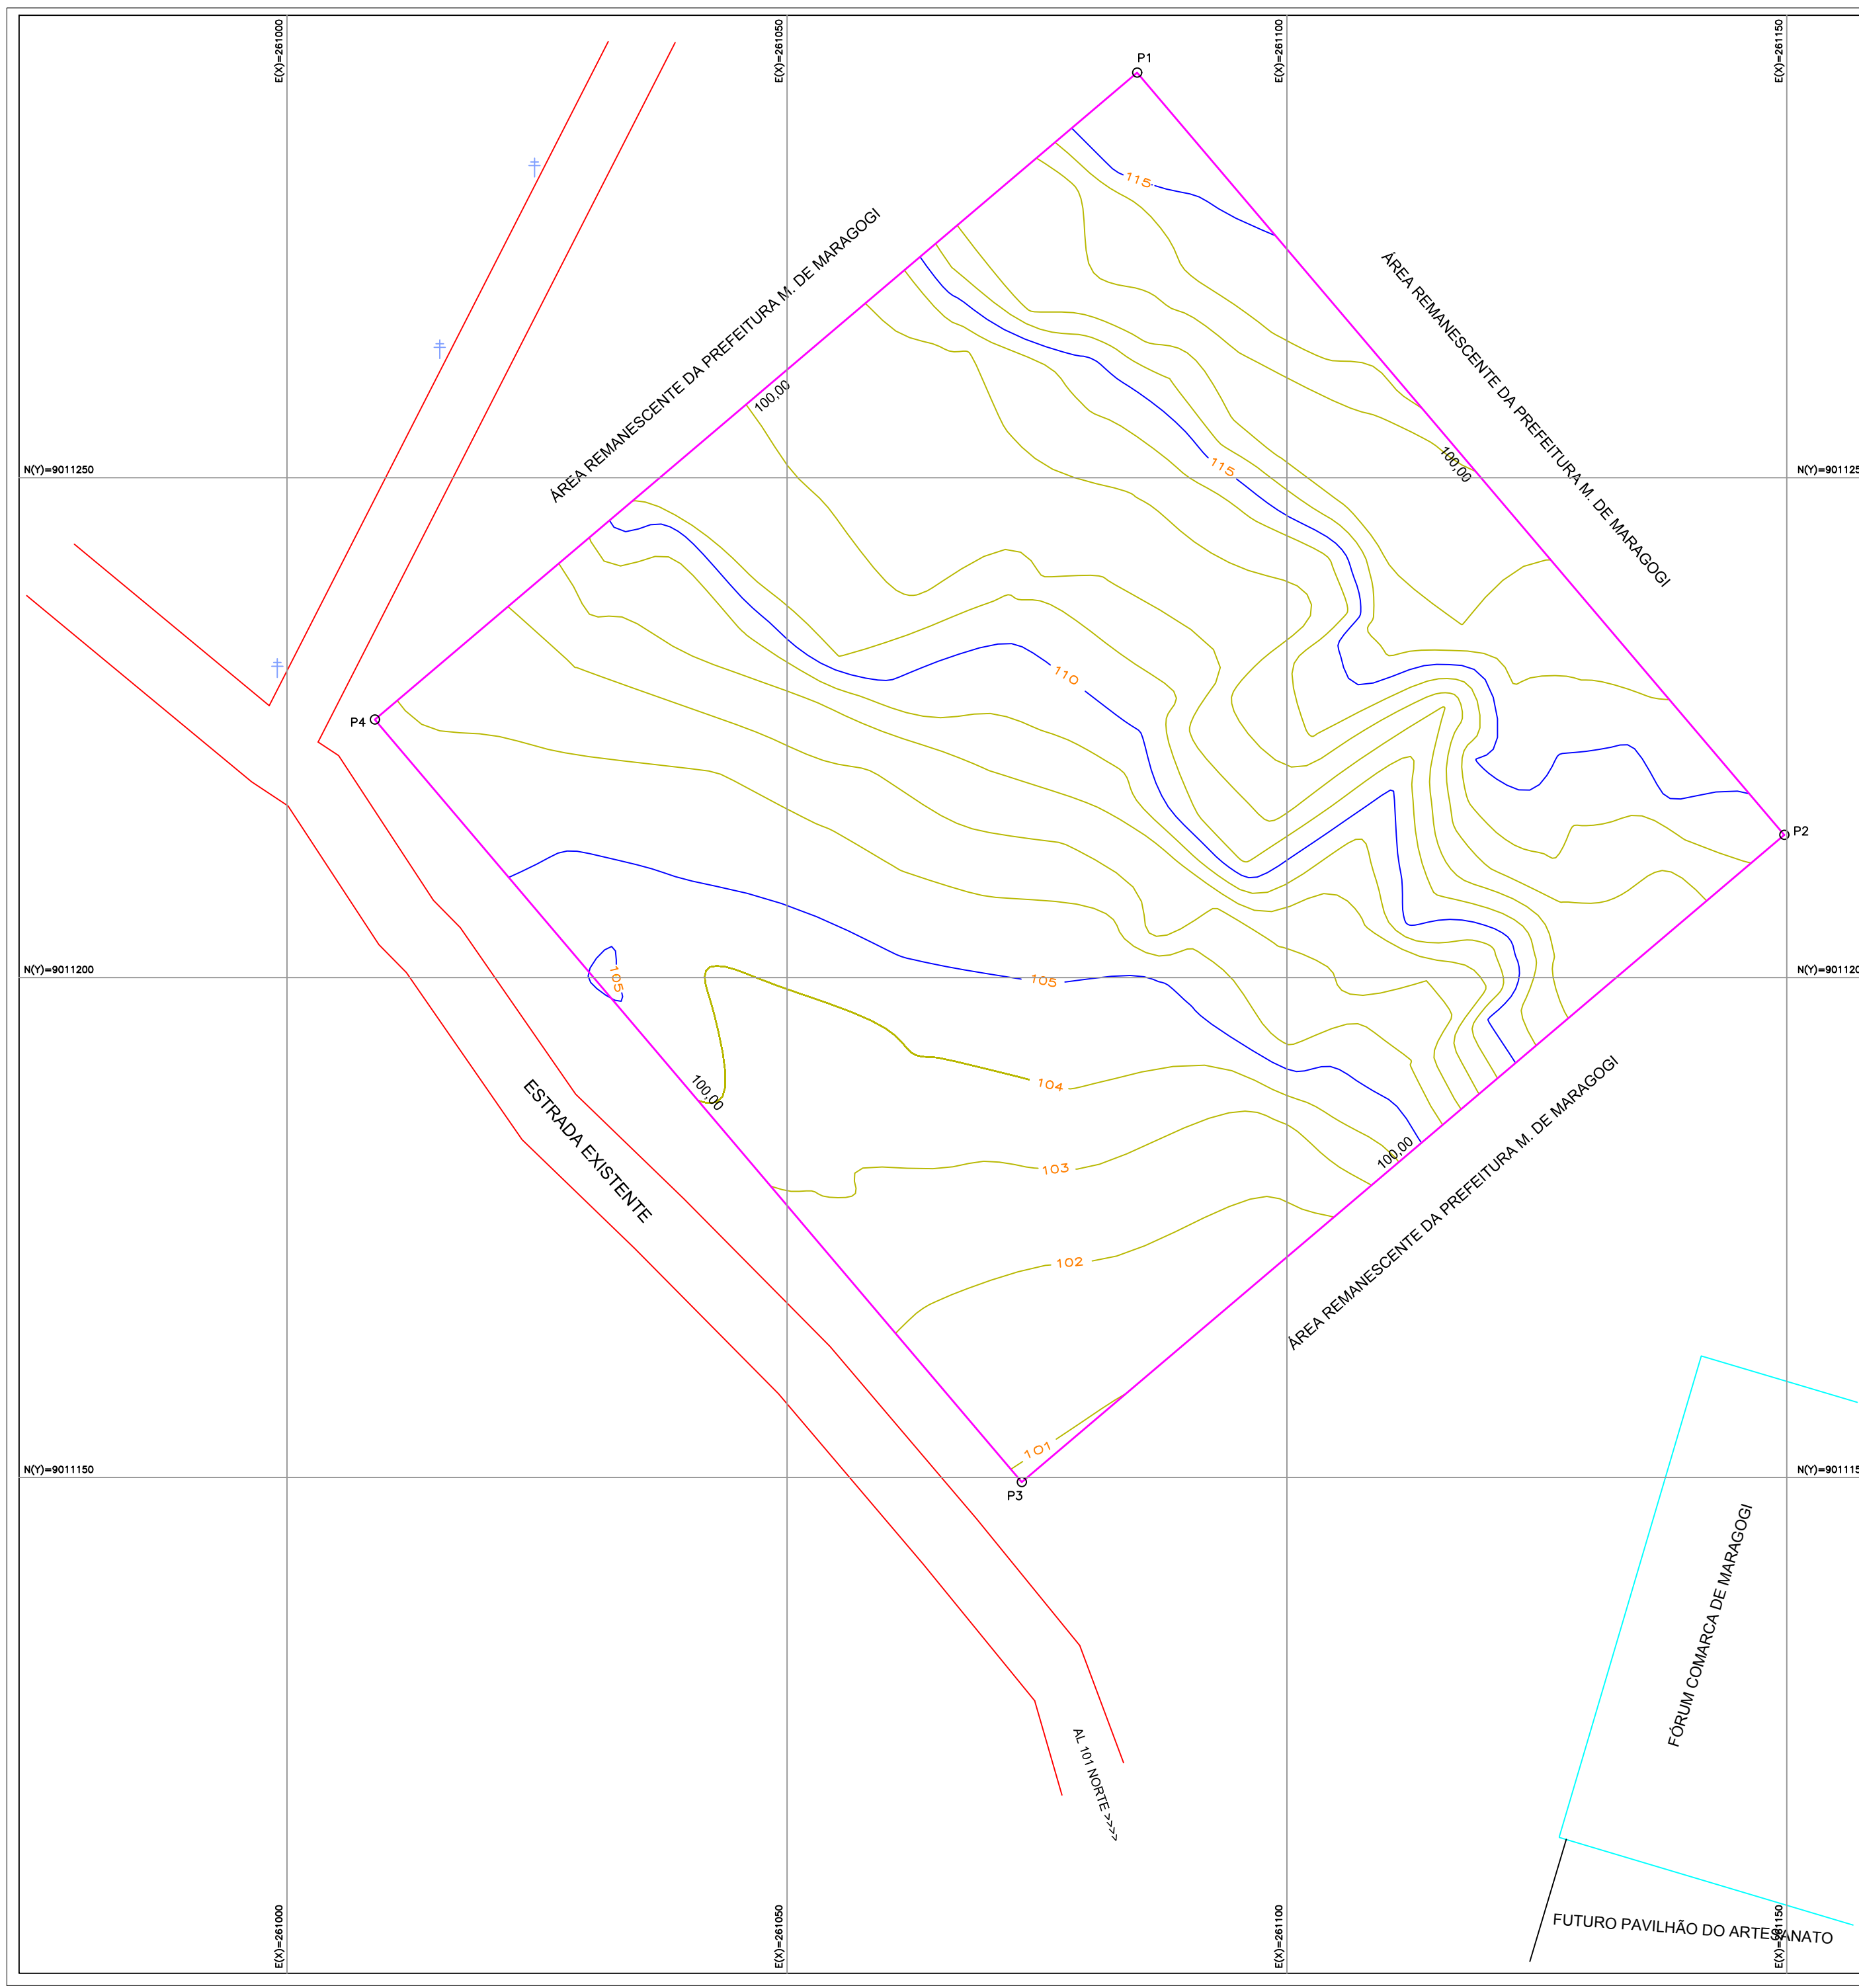 E(X)=261000
E(X)=261050
E(X)=261100
E(X)=261150
P1
115
ÁREA REMANESCENTE DA PREFEITURA M. DE MARAGOGI
ÁREA REMANESCENTE DA PREFEITURA M. DE MARAGOGI
100,00
100,00
115
N(Y)=9011250
N(Y)=901125
110
P4
P2
N(Y)=9011200
N(Y)=901120
105
105
104
100,00
ESTRADA EXISTENTE
103
100,00
ÁREA REMANESCENTE DA PREFEITURA M. DE MARAGOGI
102
101
N(Y)=9011150
N(Y)=901115
P3
FÓRUM COMARCA DE MARAGOGI
AL 101 NORTE >>>>
FUTURO PAVILHÃO DO ARTESANATO
E(X)=261000
E(X)=261050
E(X)=261100
E(X)=261150